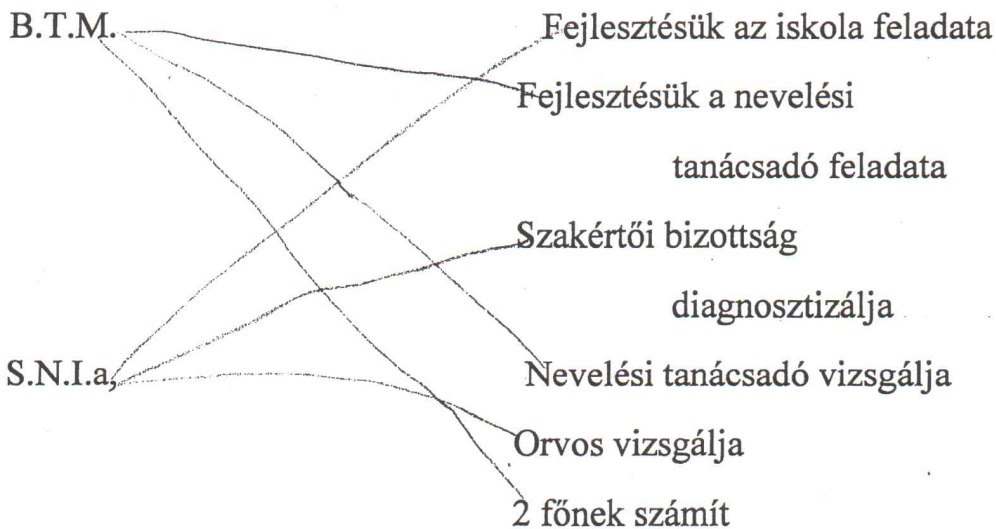 B.T.M.
Fejlesztésük az iskola feladata
Fejlesztésük a nevelési
tanácsadó feladata
Szakértői bizottság
diagnosztizálja
S.N.I.a,
Nevelési tanácsadó vizsgálja
Orvos vizsgálja
2 főnek számít